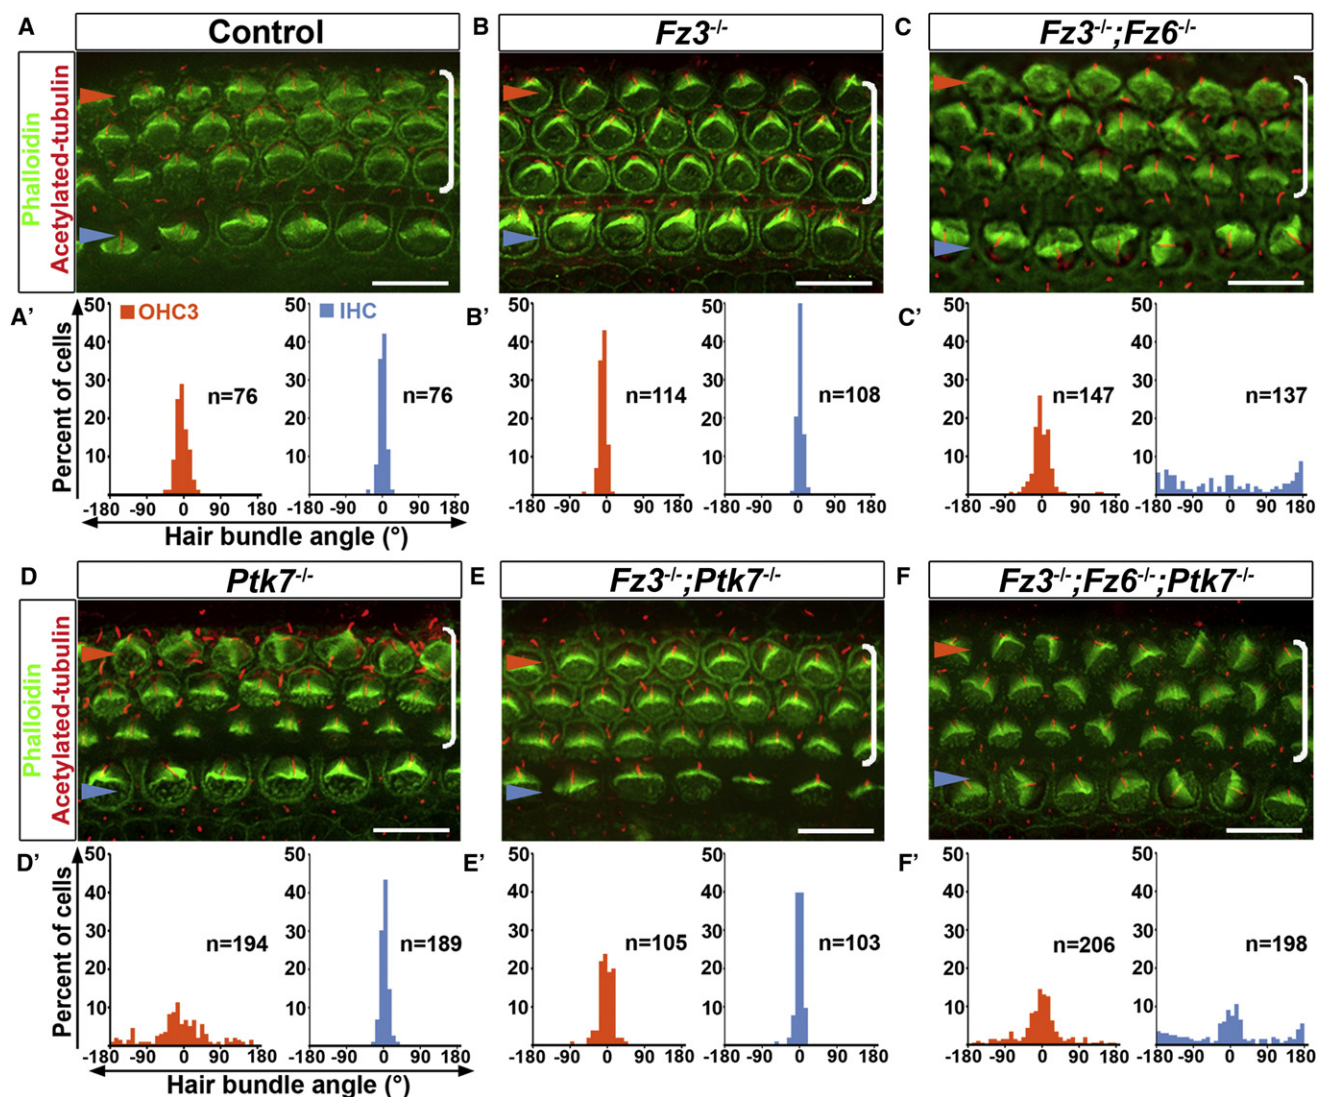 A
Control
B
Fz3-/-
C
Fz3-/-;Fz6-/-
Phalloidin
Acetylated-tubulin
A'
50
40
30
20
10
Percent of cells
OHC3
n=76
-180 -90 0 90 180
50
40
30
20
10
IHC
n=76
-180 -90 0 90 180
Hair bundle angle (°)
B'
50
40
30
20
10
n=114
-180 -90 0 90 180
50
40
30
20
10
n=108
-180 -90 0 90 180
C'
50
40
30
20
10
n=147
-180 -90 0 90 180
50
40
30
20
10
n=137
-180 -90 0 90 180
D
Ptk7-/-
E
Fz3-/-;Ptk7-/-
F
Fz3-/-;Fz6-/-;Ptk7-/-
Phalloidin
Acetylated-tubulin
D'
50
40
30
20
10
Percent of cells
n=194
-180 -90 0 90 180
50
40
30
20
10
n=189
-180 -90 0 90 180
Hair bundle angle (°)
E'
50
40
30
20
10
n=105
-180 -90 0 90 180
50
40
30
20
10
n=103
-180 -90 0 90 180
F'
50
40
30
20
10
n=206
-180 -90 0 90 180
50
40
30
20
10
n=198
-180 -90 0 90 180